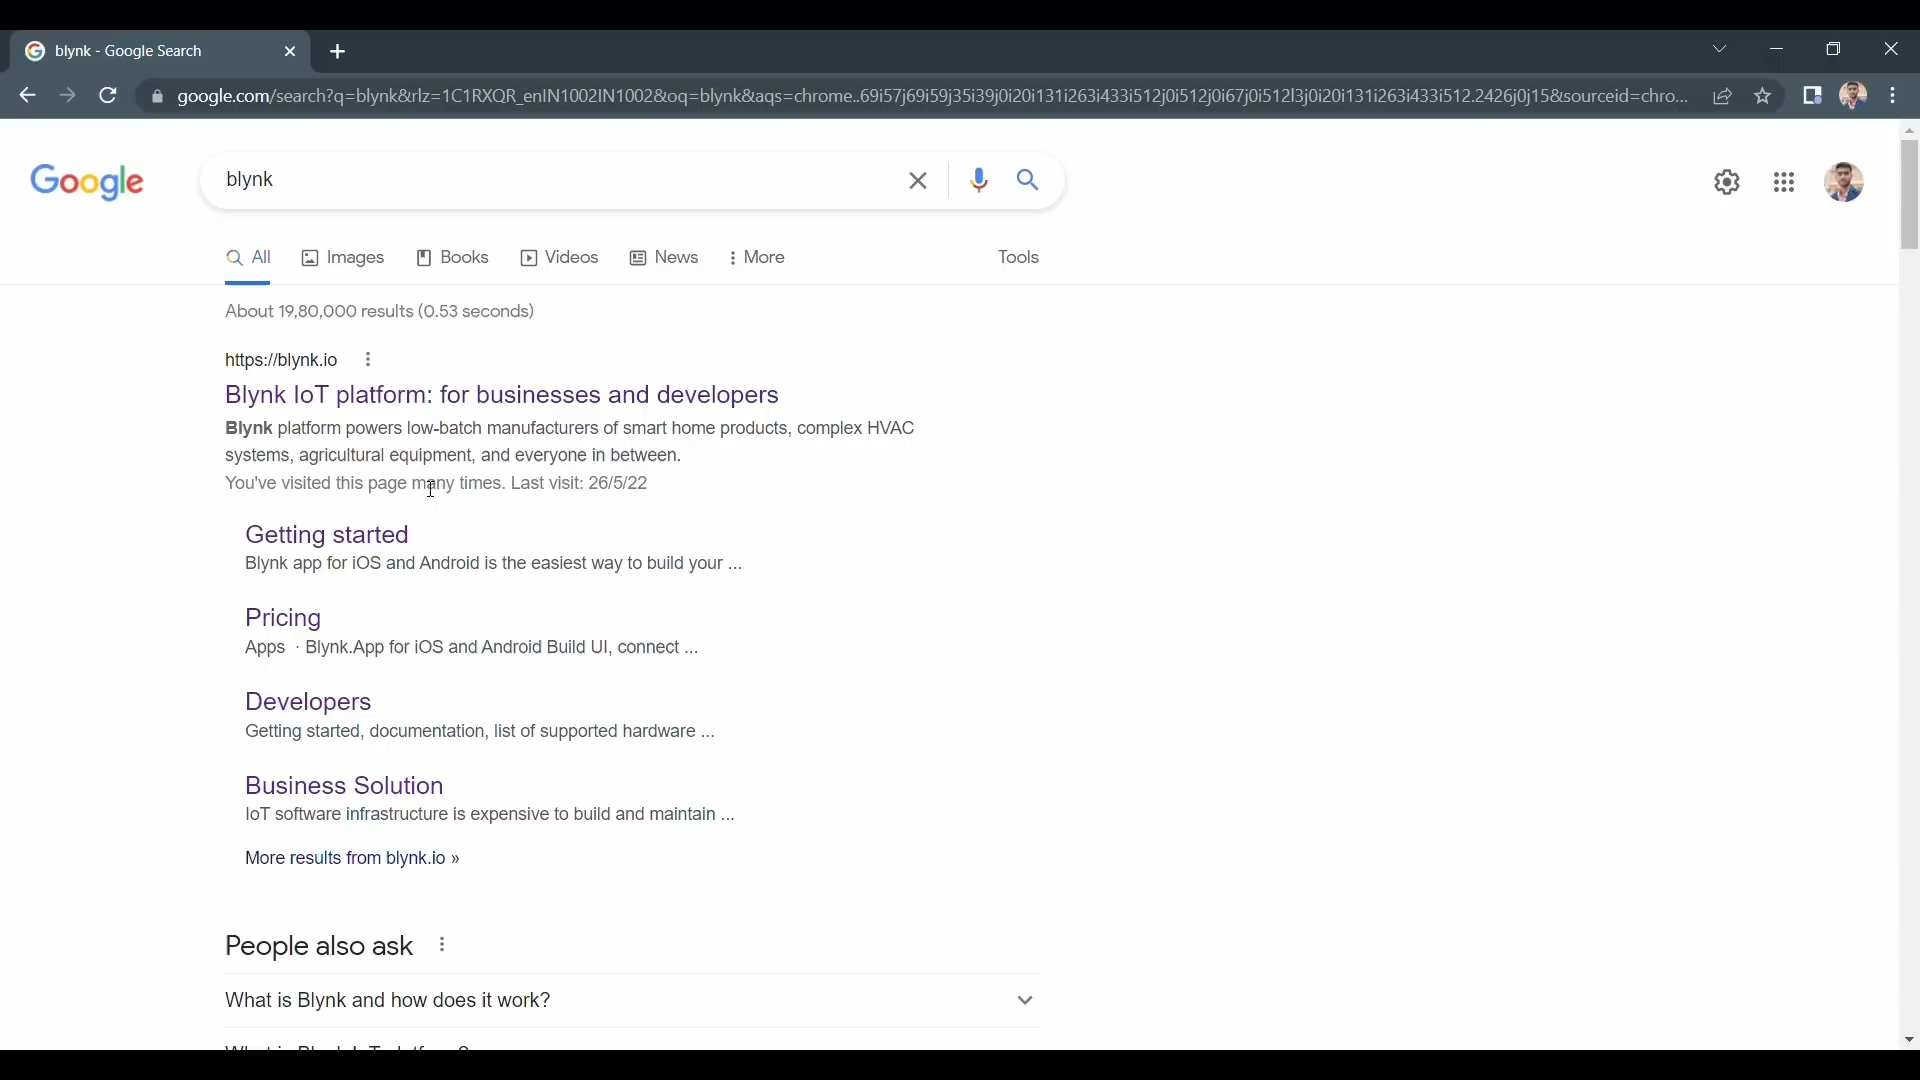 blynk - Google Search
google.com/search?q=blynk&rlz=1C1RXQR_enIN1002IN1002&oq=blynk&aqs=chrome..69i57j69i59j35i39j0i20i131i263i433i512j0i512j0i67j0i512l3j0i20i131i263i433i512.2426j0j15&sourceid=chro...
Google
blynk
All Images Books Videos News More Tools
About 19,80,000 results (0.53 seconds)
https://blynk.io
Blynk IoT platform: for businesses and developers
Blynk platform powers low-batch manufacturers of smart home products, complex HVAC
systems, agricultural equipment, and everyone in between.
You've visited this page many times. Last visit: 26/5/22
Getting started
Blynk app for iOS and Android is the easiest way to build your ...
Pricing
Apps · Blynk.App for iOS and Android Build UI, connect ...
Developers
Getting started, documentation, list of supported hardware ...
Business Solution
IoT software infrastructure is expensive to build and maintain ...
More results from blynk.io »
People also ask
What is Blynk and how does it work?